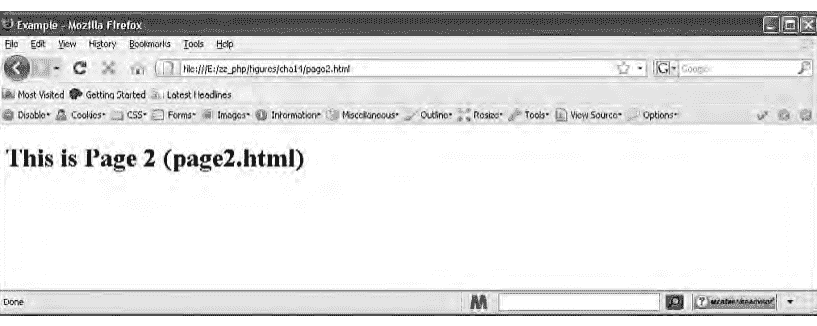 Example - Mozilla Firefox
File Edit View History Bookmarks Tools Help
file:///E:/zz_php/figures/cha14/page2.html G Google
Most Visited Getting Started Latest Headlines
Disable Cookies CSS Forms Images Information Miscellaneous Outline Resize Tools View Source Options
This is Page 2 (page2.html)
Done M